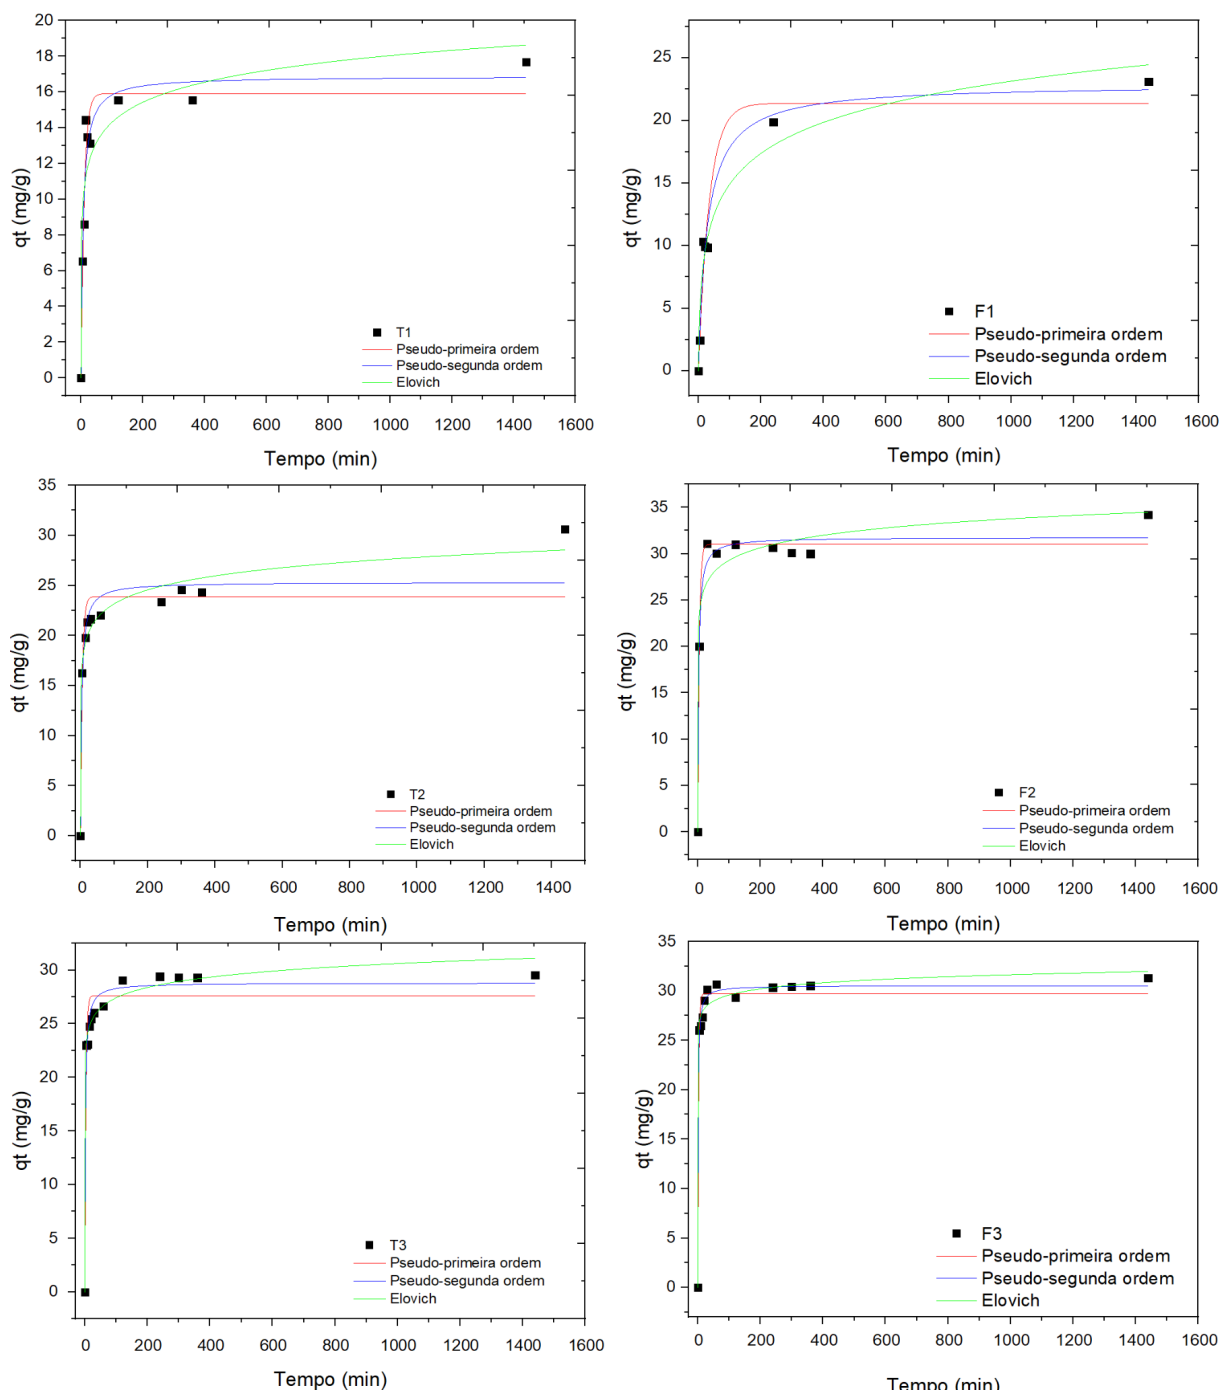 20
18
16
14
12
10
8
6
4
2
0
qt (mg/g)
T1
Pseudo-primeira ordem
Pseudo-segunda ordem
Elovich
0 200 400 600 800 1000 1200 1400 1600
Tempo (min)
25
20
15
10
5
0
qt (mg/g)
F1
Pseudo-primeira ordem
Pseudo-segunda ordem
Elovich
0 200 400 600 800 1000 1200 1400 1600
Tempo (min)
35
30
25
20
15
10
5
0
qt (mg/g)
T2
Pseudo-primeira ordem
Pseudo-segunda ordem
Elovich
0 200 400 600 800 1000 1200 1400
Tempo (min)
35
30
25
20
15
10
5
0
qt (mg/g)
F2
Pseudo-primeira ordem
Pseudo-segunda ordem
Elovich
0 200 400 600 800 1000 1200 1400 1600
Tempo (min)
30
25
20
15
10
5
0
qt (mg/g)
T3
Pseudo-primeira ordem
Pseudo-segunda ordem
Elovich
0 200 400 600 800 1000 1200 1400 1600
Tempo (min)
35
30
25
20
15
10
5
0
qt (mg/g)
F3
Pseudo-primeira ordem
Pseudo-segunda ordem
Elovich
0 200 400 600 800 1000 1200 1400 1600
Tempo (min)